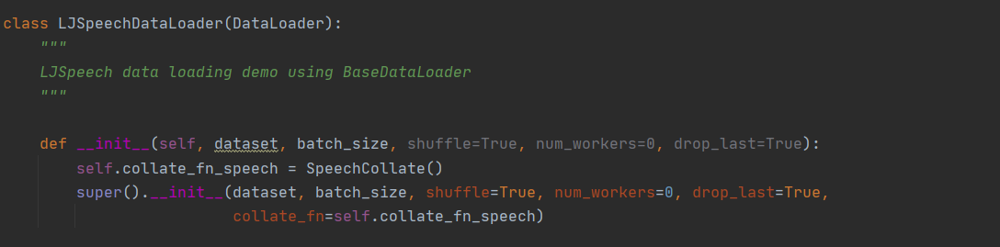 class LJSpeechDataLoader(DataLoader):
    """
    LJSpeech data loading demo using BaseDataLoader
    """
    def __init__(self, dataset, batch_size, shuffle=True, num_workers=0, drop_last=True):
        self.collate_fn_speech = SpeechCollate()
        super().__init__(dataset, batch_size, shuffle=True, num_workers=0, drop_last=True,
                         collate_fn=self.collate_fn_speech)